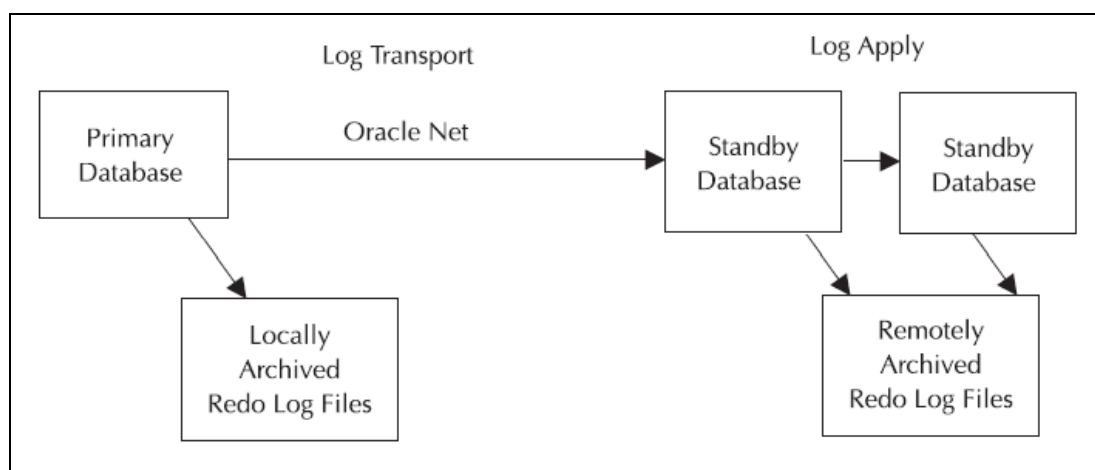 Log Transport
Log Apply
Primary
Database
Oracle Net
Standby
Database
Standby
Database
Locally
Archived
Redo Log Files
Remotely
Archived
Redo Log Files